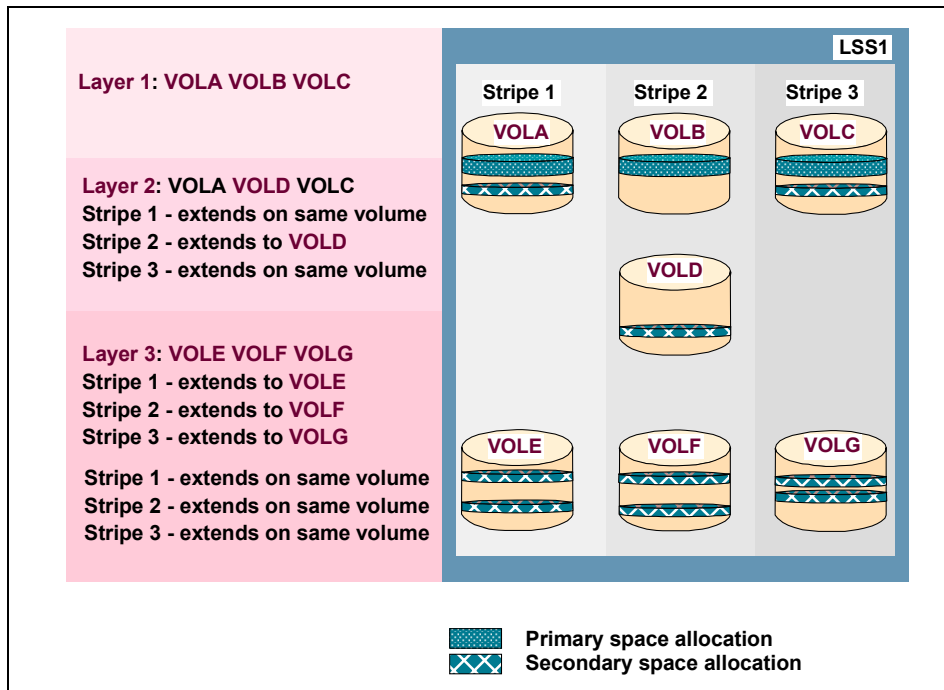 Layer 1: VOLA VOLB VOLC
Layer 2: VOLA VOLD VOLC
Stripe 1 - extends on same volume
Stripe 2 - extends to VOLD
Stripe 3 - extends on same volume
Layer 3: VOLE VOLF VOLG
Stripe 1 - extends to VOLE
Stripe 2 - extends to VOLF
Stripe 3 - extends to VOLG
Stripe 1 - extends on same volume
Stripe 2 - extends on same volume
Stripe 3 - extends on same volume
LSS1
Stripe 1 Stripe 2 Stripe 3
VOLA VOLB VOLC
VOLD
VOLE VOLF VOLG
Primary space allocation
Secondary space allocation